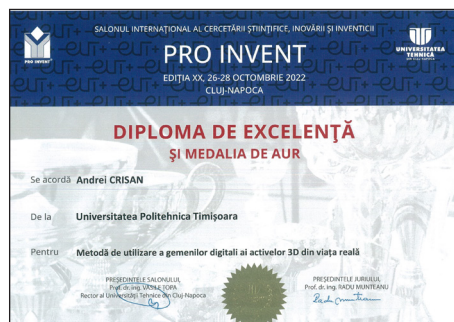 SALONUL INTERNAȚIONAL AL CERCETĂRII ȘTIINȚIFICE, INOVĂRII ȘI INVENTICII
PRO INVENT
EDIȚIA XX, 26-28 OCTOMBRIE 2022
CLUJ-NAPOCA
PRO INVENT
UNIVERSITATEA
TEHNICĂ
DIPLOMA DE EXCELENȚĂ
ȘI MEDALIA DE AUR
Se acordă Andrei CRISAN
De la Universitatea Politehnica Timișoara
Pentru Metodă de utilizare a gemenilor digitali ai activelor 3D din viața reală
PREȘEDINTELE SALONULUI,
Prof. dr. ing. VASILE ȚOPA
Rector al Universității Tehnice din Cluj-Napoca
PREȘEDINTELE JURIULUI,
Prof. dr. ing. RADU MUNTEANU